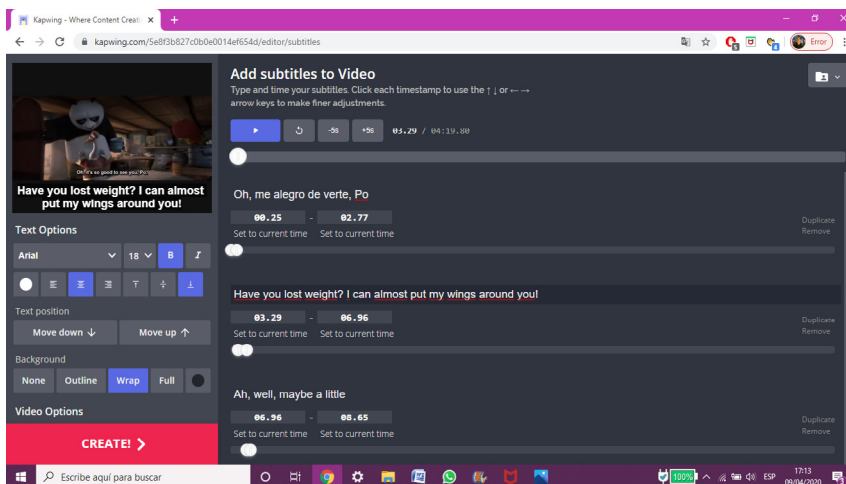 Kapwing - Where Content Creati
kapwing.com/5e8f3b827c0b0e0014ef654d/editor/subtitles
Error
Oh, it's so good to see you, Po.
Have you lost weight? I can almost
put my wings around you!
Text Options
Arial
18
B
I
Text position
Move down ↓
Move up ↑
Background
None
Outline
Wrap
Full
Video Options
CREATE! >
Add subtitles to Video
Type and time your subtitles. Click each timestamp to use the ↑ ↓ or ←→
arrow keys to make finer adjustments.
-5s
+5s
03.29 / 04:19.80
Oh, me alegro de verte, Po
00.25 - 02.77
Set to current time Set to current time
Duplicate
Remove
Have you lost weight? I can almost put my wings around you!
03.29 - 06.96
Set to current time Set to current time
Duplicate
Remove
Ah, well, maybe a little
06.96 - 08.65
Set to current time Set to current time
Duplicate
Remove
Escribe aquí para buscar
100%
ESP
17:13
09/04/2020